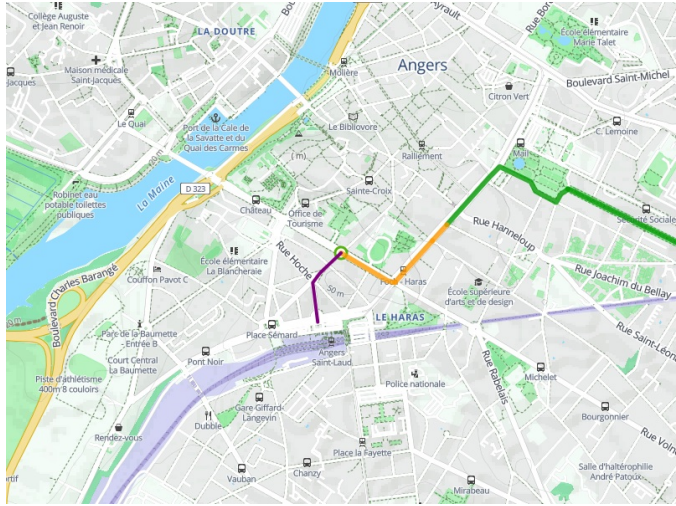 Collège Auguste
et Jean Renoir
LA DOUTRE
Ayrault
École élémentaire
Marie Talet
Maison médicale
Saint-Jacques
Jacques
Molière
Angers
Boulevard Saint-Michel
Citron Vert
Le Quai
Port de la Cale de
la Savatte et du
Quai des Carmes
Le Bibliovore
C. Lemoine
Ralliement
Mail
La Maine
D 323
Robinet eau
potable toilettes
publiques
Sainte-Croix
Château
Office de
Tourisme
Sécurité Sociale
Rue Hanneloup
Rue Hoche
École élémentaire
La Blancheraie
Couffon Pavot C
50 m
Foch - Haras
École supérieure
d'arts et de design
Rue Joachim du Bellay
Boulevard Charles Barangé
LE HARAS
Parc de la Baumette
Entrée B
Place Sémard
Rue Saint-Léona
Court Central
La Baumette
Pont Noir
Angers
Saint-Laud
Piste d'athlétisme
400m 8 couloirs
Police nationale
Michelet
Rue Rabelais
Gare-Giffard-
Langevin
Dubble
Bourgonnier
Rendez-vous
Rue Voln
Place la Fayette
Vauban
Chanzy
Salle d'haltérophilie
André Patoux
Mirabeau